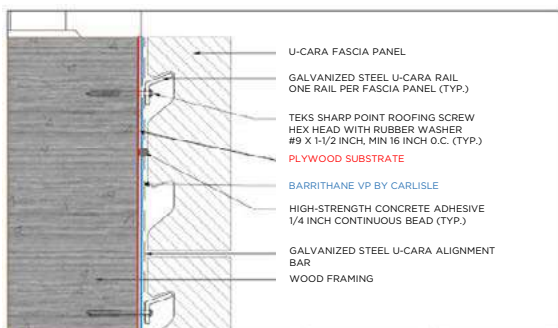 U-CARA FASCIA PANEL
GALVANIZED STEEL U-CARA RAIL
ONE RAIL PER FASCIA PANEL (TYP.)
TEKS SHARP POINT ROOFING SCREW
HEX HEAD WITH RUBBER WASHER
#9 X 1-1/2 INCH, MIN 16 INCH O.C. (TYP.)
PLYWOOD SUBSTRATE
BARRITHANE VP BY CARLISLE
HIGH-STRENGTH CONCRETE ADHESIVE
1/4 INCH CONTINUOUS BEAD (TYP.)
GALVANIZED STEEL U-CARA ALIGNMENT
BAR
WOOD FRAMING